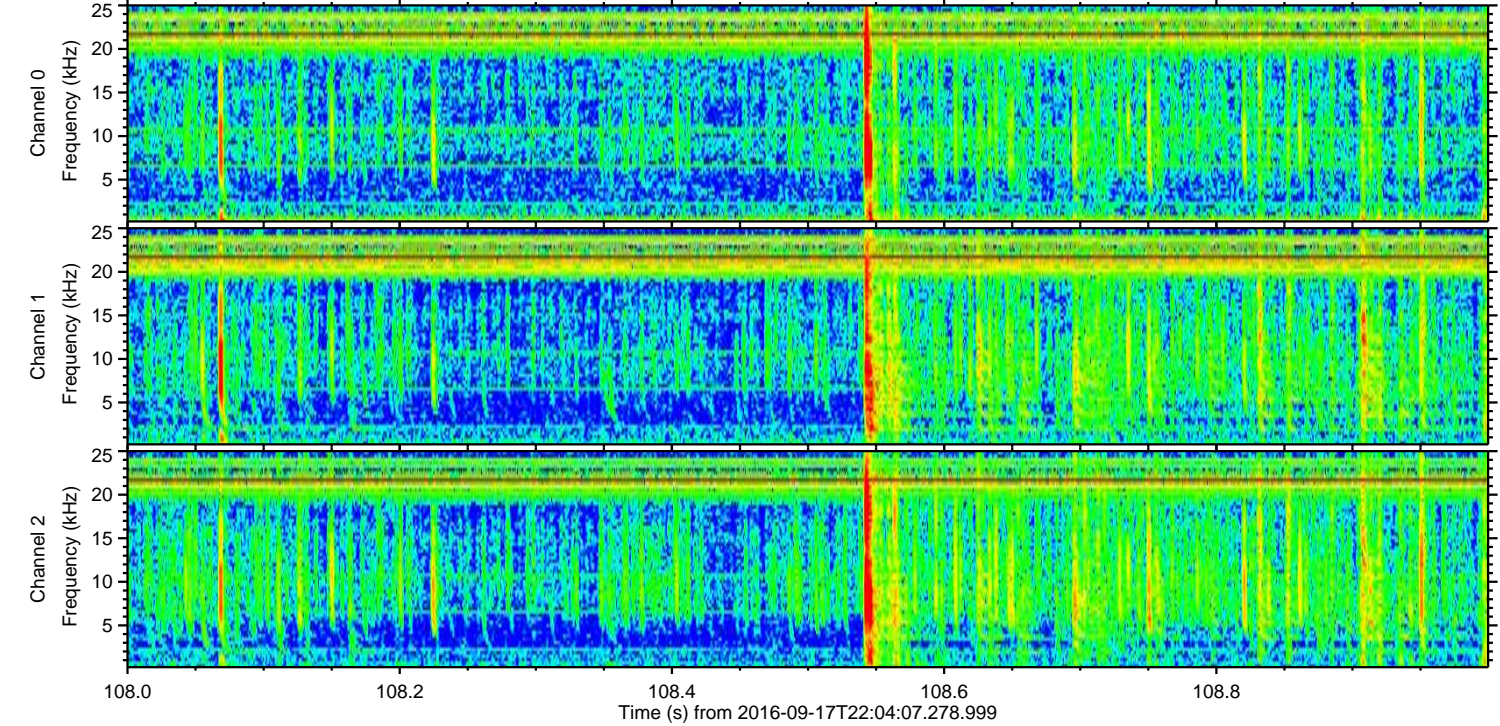 Channel 0
Frequency (kHz)
25
20
15
10
5
Channel 1
Frequency (kHz)
25
20
15
10
5
Channel 2
Frequency (kHz)
25
20
15
10
5
108.0 108.2 108.4 108.6 108.8
Time (s) from 2016-09-17T22:04:07.278.999